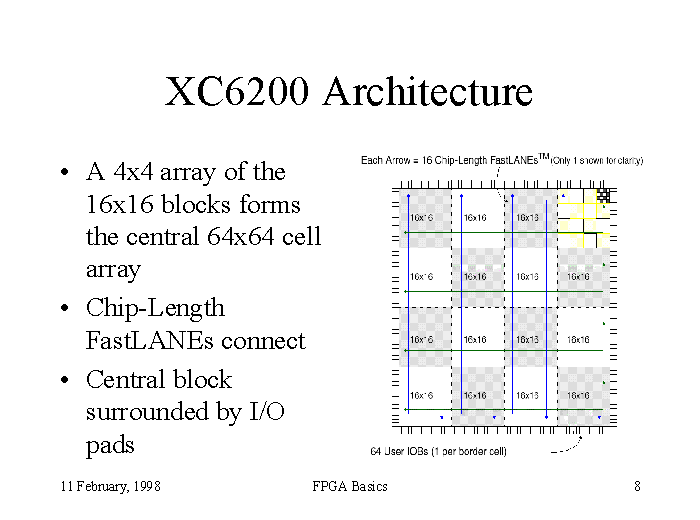 XC6200 Architecture
• A 4x4 array of the
16x16 blocks forms
the central 64x64 cell
array
• Chip-Length
FastLANEs connect
• Central block
surrounded by I/O
pads
Each Arrow = 16 Chip-Length FastLANEs™ (Only 1 shown for clarity)
16x16 16x16 16x16
16x16 16x16 16x16 16x16
16x16 16x16 16x16 16x16
16x16 16x16 16x16 16x16
64 User IOBs (1 per border cell)
11 February, 1998 FPGA Basics 8